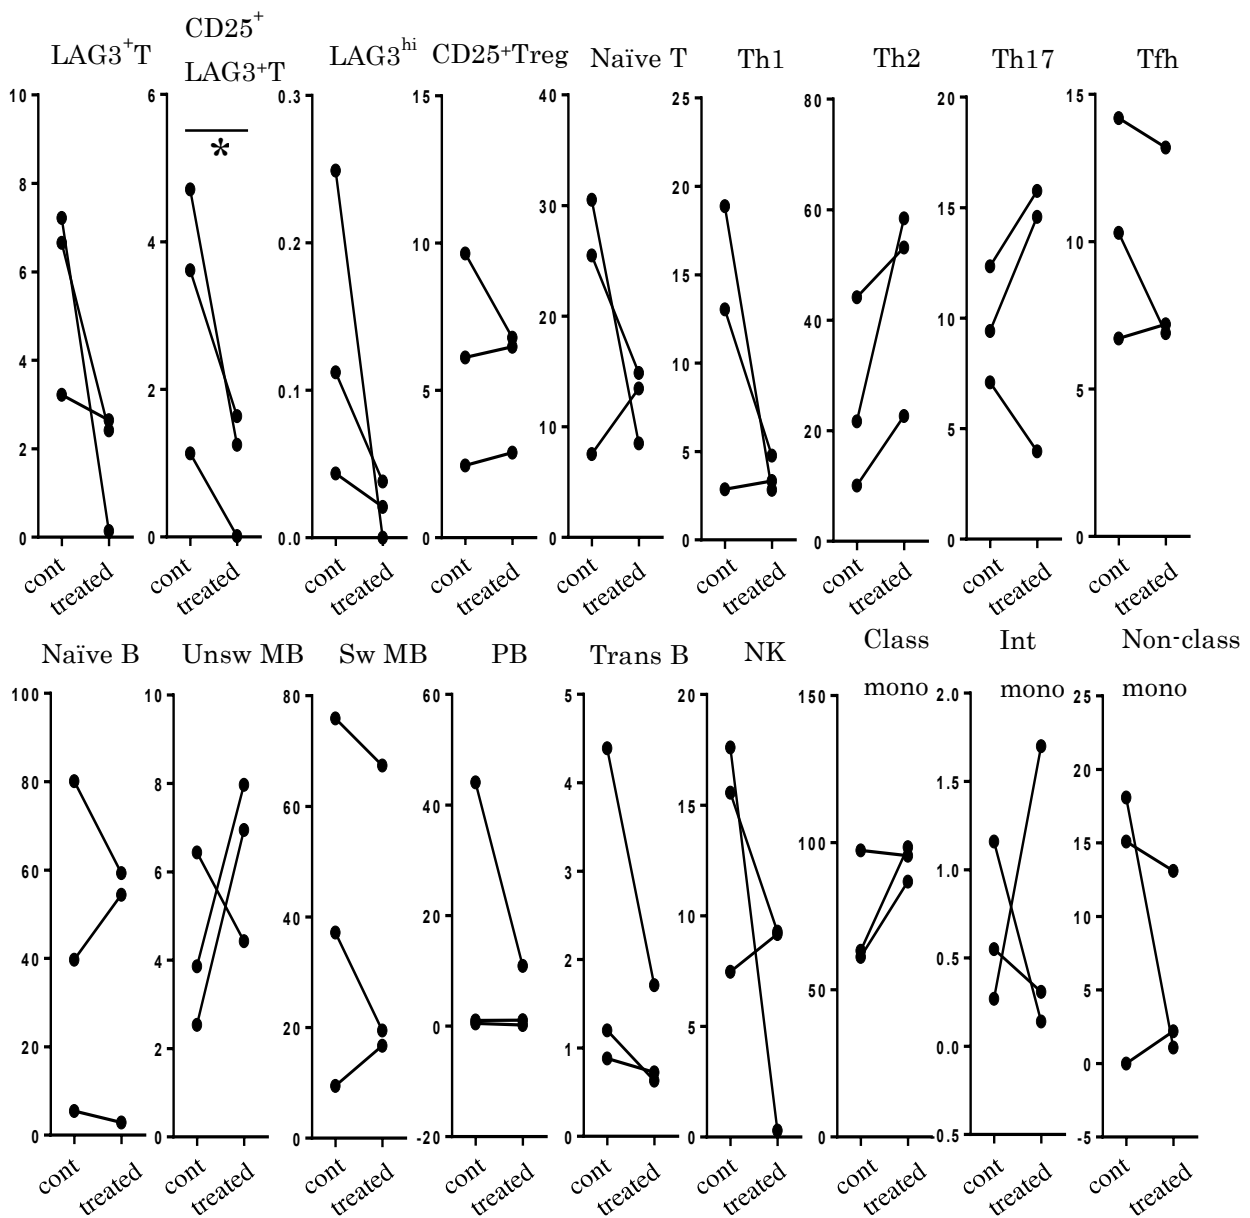 LAG3+T
CD25+
LAG3+T
LAG3hi
CD25+Treg
Naïve T
Th1
Th2
Th17
Tfh
10
8
6
4
2
0
6
4
2
0
*
0.3
0.2
0.1
0.0
15
10
5
0
40
30
20
10
0
25
20
15
10
5
0
80
60
40
20
0
20
15
10
5
0
15
10
5
0
cont treated
cont treated
cont treated
cont treated
cont treated
cont treated
cont treated
cont treated
cont treated
Naïve B
Unsw MB
Sw MB
PB
Trans B
NK
Class
mono
Int
mono
Non-class
mono
100
80
60
40
20
0
10
8
6
4
2
0
80
60
40
20
0
60
40
20
0
-20
5
4
3
2
1
0
20
15
10
5
0
150
100
50
0
2.0
1.5
1.0
0.5
0.0
-0.5
25
20
15
10
5
0
-5
cont treated
cont treated
cont treated
cont treated
cont treated
cont treated
cont treated
cont treated
cont treated